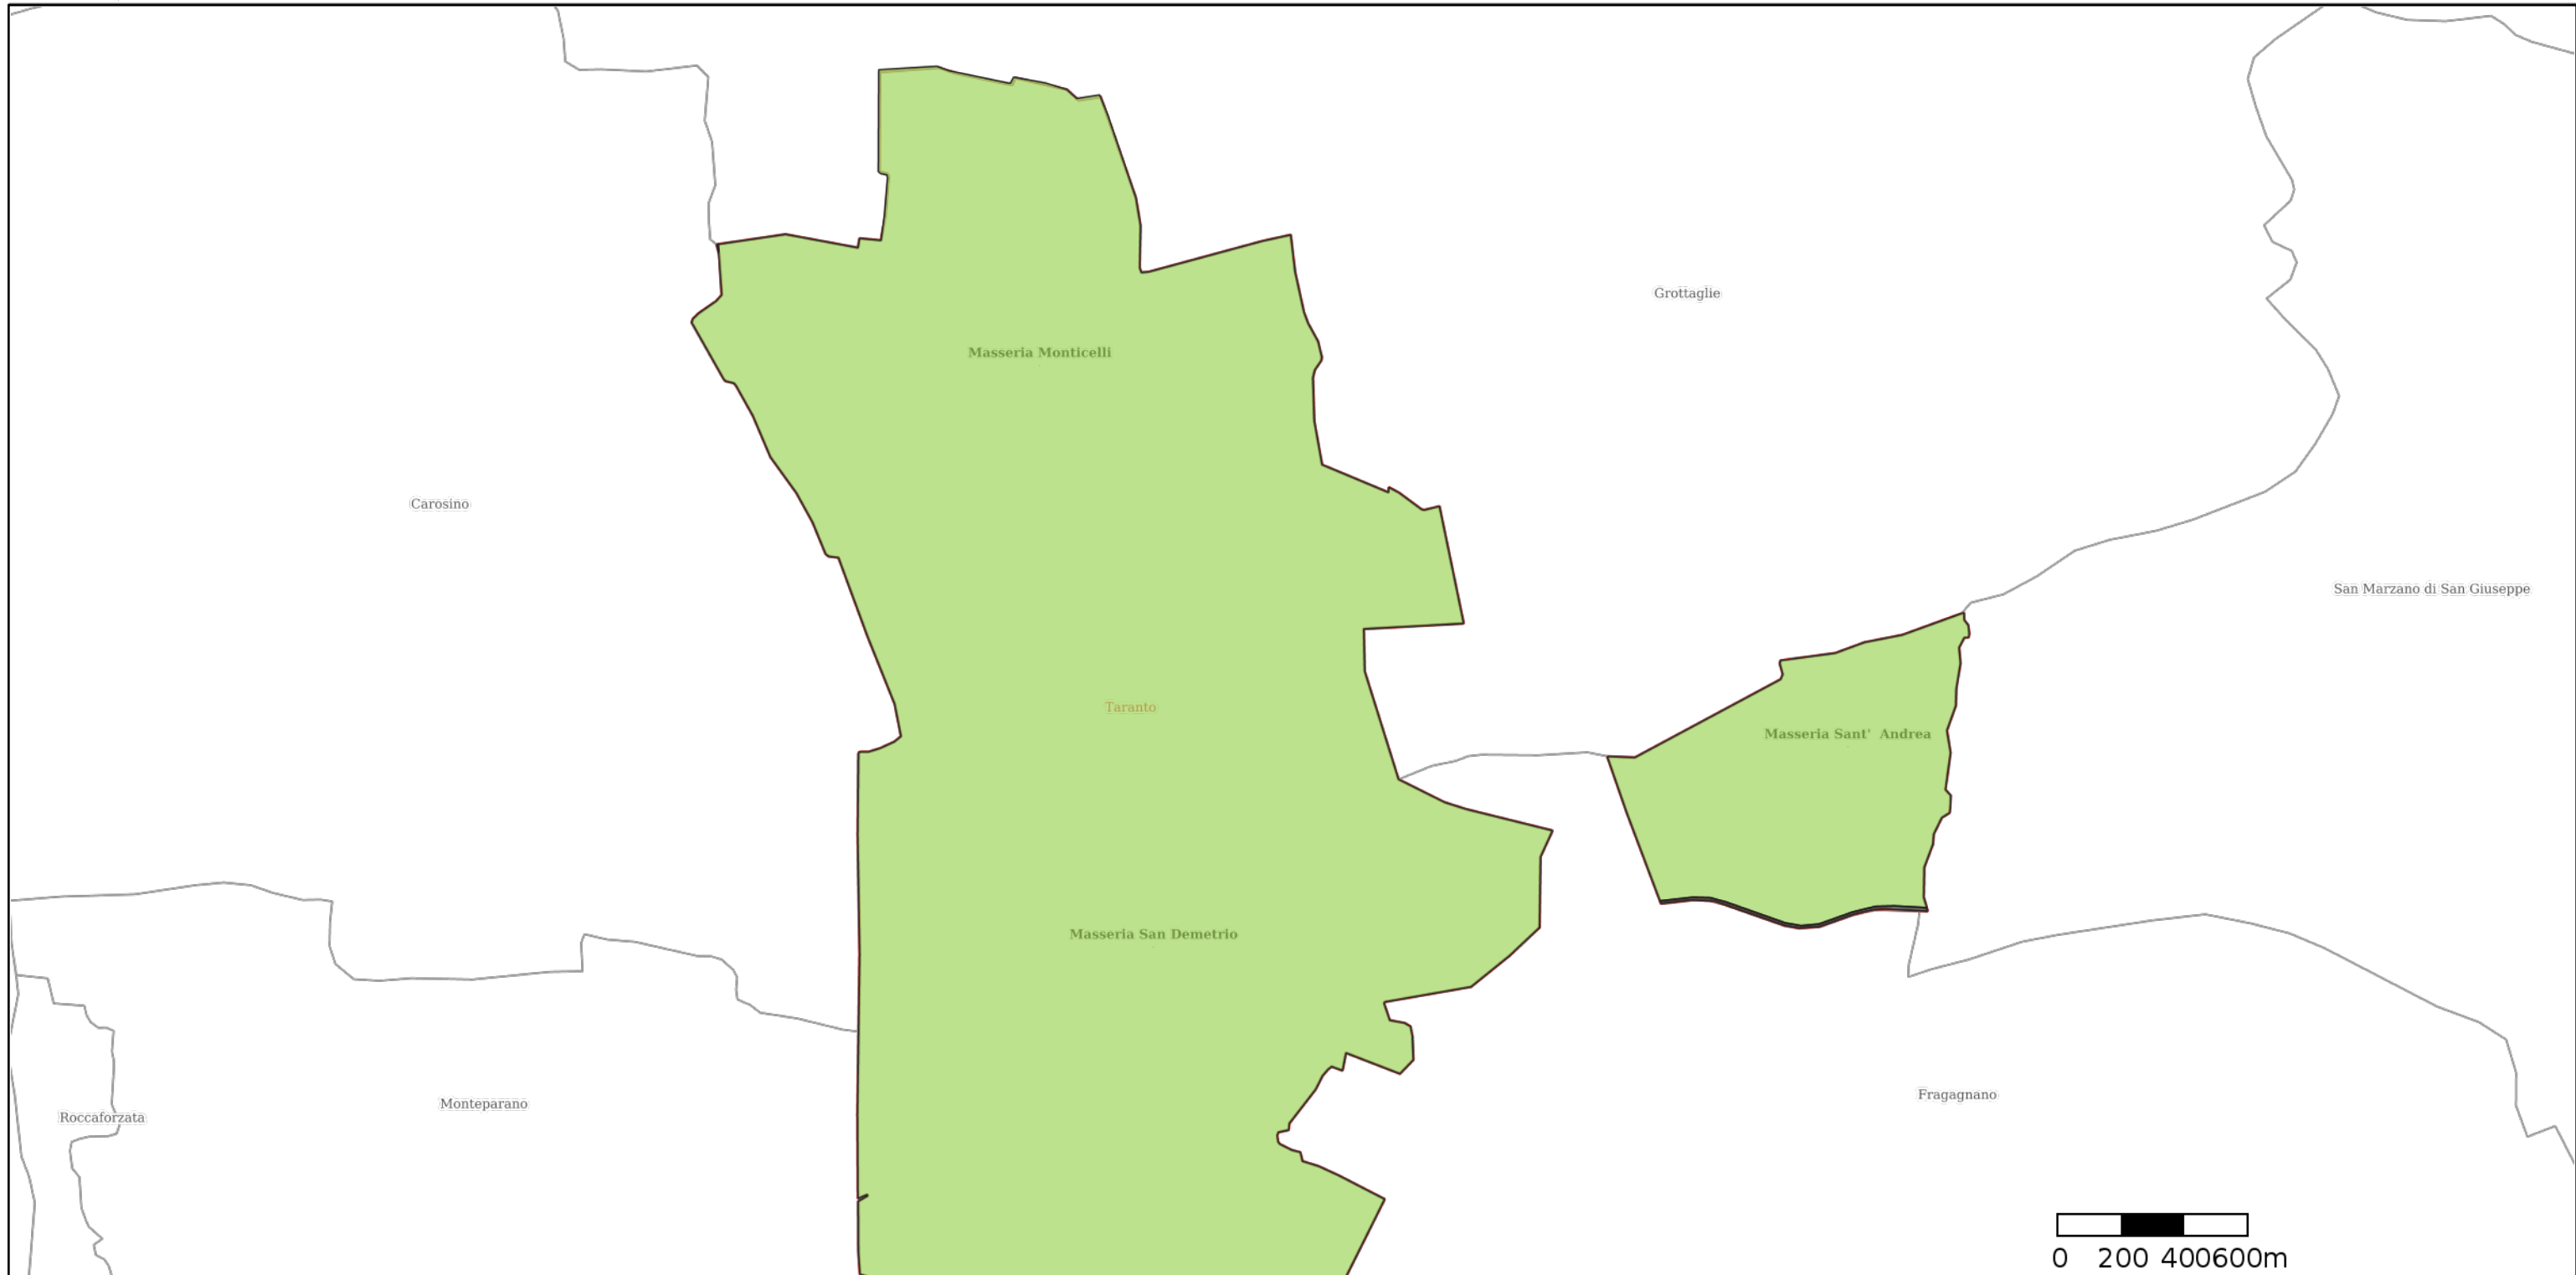 Grottaglie
Masseria Monticelli
Carosino
San Marzano di San Giuseppe
Taranto
Masseria Sant' Andrea
Masseria San Demetrio
Fragagnano
Monteparano
Roccaforzata
0 200 400600m